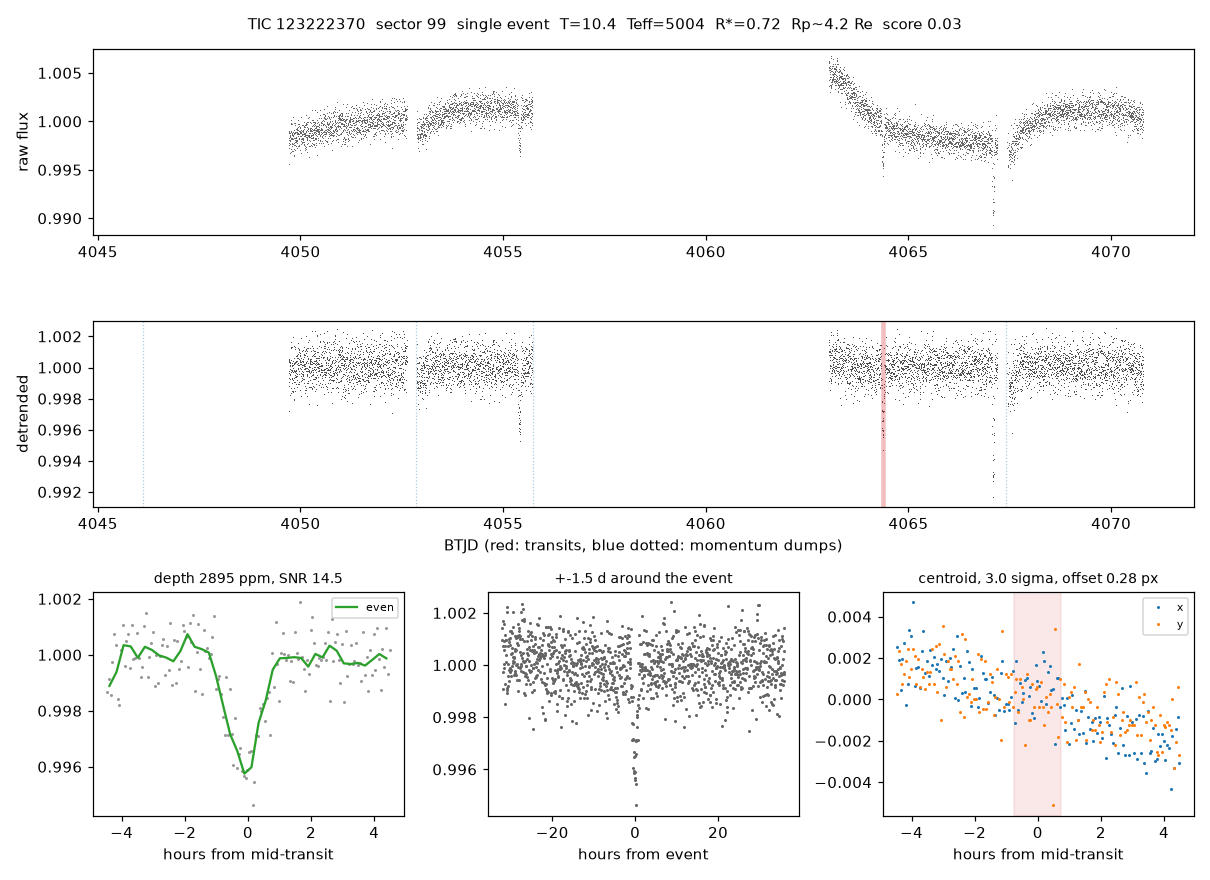 TIC 123222370  sector 99  single event  T=10.4  Teff=5004  R*=0.72  Rp~4.2 Re  score 0.03
1.005
1.000
0.995
0.990
raw flux
4045 4050 4055 4060 4065 4070
1.002
1.000
0.998
0.996
0.994
0.992
detrended
4045 4050 4055 4060 4065 4070
BTJD (red: transits, blue dotted: momentum dumps)
depth 2895 ppm, SNR 14.5
even
1.002
1.000
0.998
0.996
−4 −2 0 2 4
hours from mid-transit
+-1.5 d around the event
1.002
1.000
0.998
0.996
−20 0 20
hours from event
centroid, 3.0 sigma, offset 0.28 px
x
y
0.004
0.002
0.000
−0.002
−0.004
−4 −2 0 2 4
hours from mid-transit